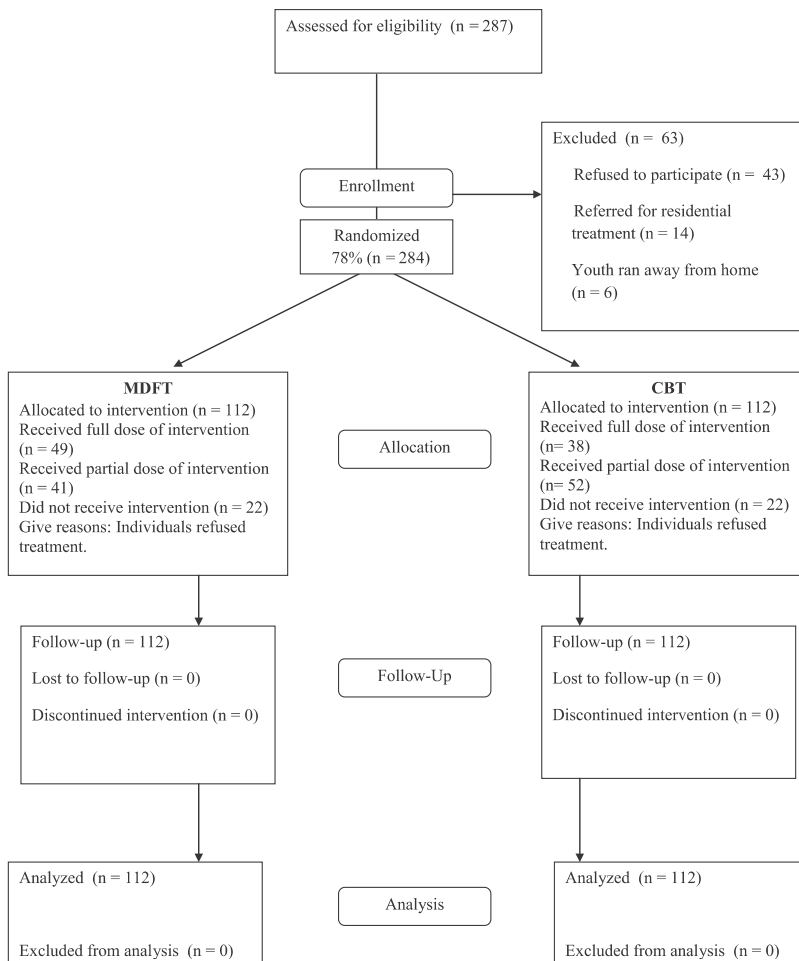 Assessed for eligibility (n = 287)
Excluded (n = 63)
Refused to participate (n = 43)
Referred for residential
treatment (n = 14)
Youth ran away from home
(n = 6)
Enrollment
Randomized
78% (n = 284)
MDFT
Allocated to intervention (n = 112)
Received full dose of intervention
(n = 49)
Received partial dose of intervention
(n = 41)
Did not receive intervention (n = 22)
Give reasons: Individuals refused
treatment.
Allocation
CBT
Allocated to intervention (n = 112)
Received full dose of intervention
(n= 38)
Received partial dose of intervention
(n= 52)
Did not receive intervention (n = 22)
Give reasons: Individuals refused
treatment.
Follow-up (n = 112)
Lost to follow-up (n = 0)
Discontinued intervention (n = 0)
Follow-Up
Follow-up (n = 112)
Lost to follow-up (n = 0)
Discontinued intervention (n = 0)
Analyzed (n = 112)
Excluded from analysis (n = 0)
Analysis
Analyzed (n = 112)
Excluded from analysis (n = 0)